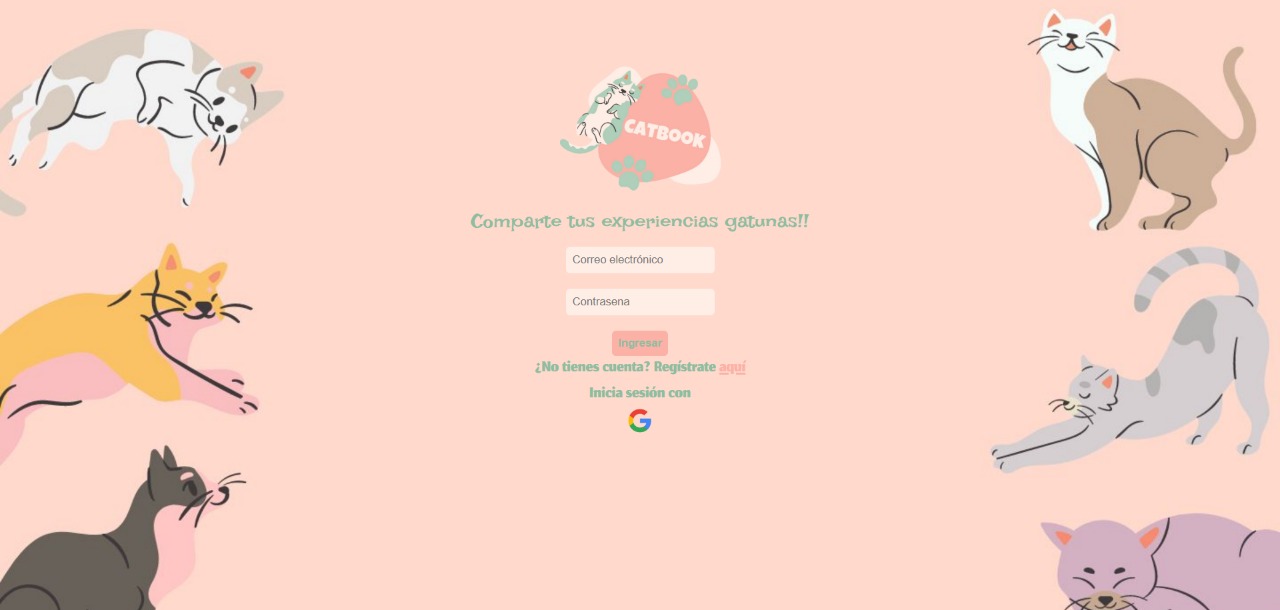 CATBOOK
Comparte tus experiencias gatunas!!
Correo electrónico
Contrasena
Ingresar
¿No tienes cuenta? Regístrate aquí
Inicia sesión con